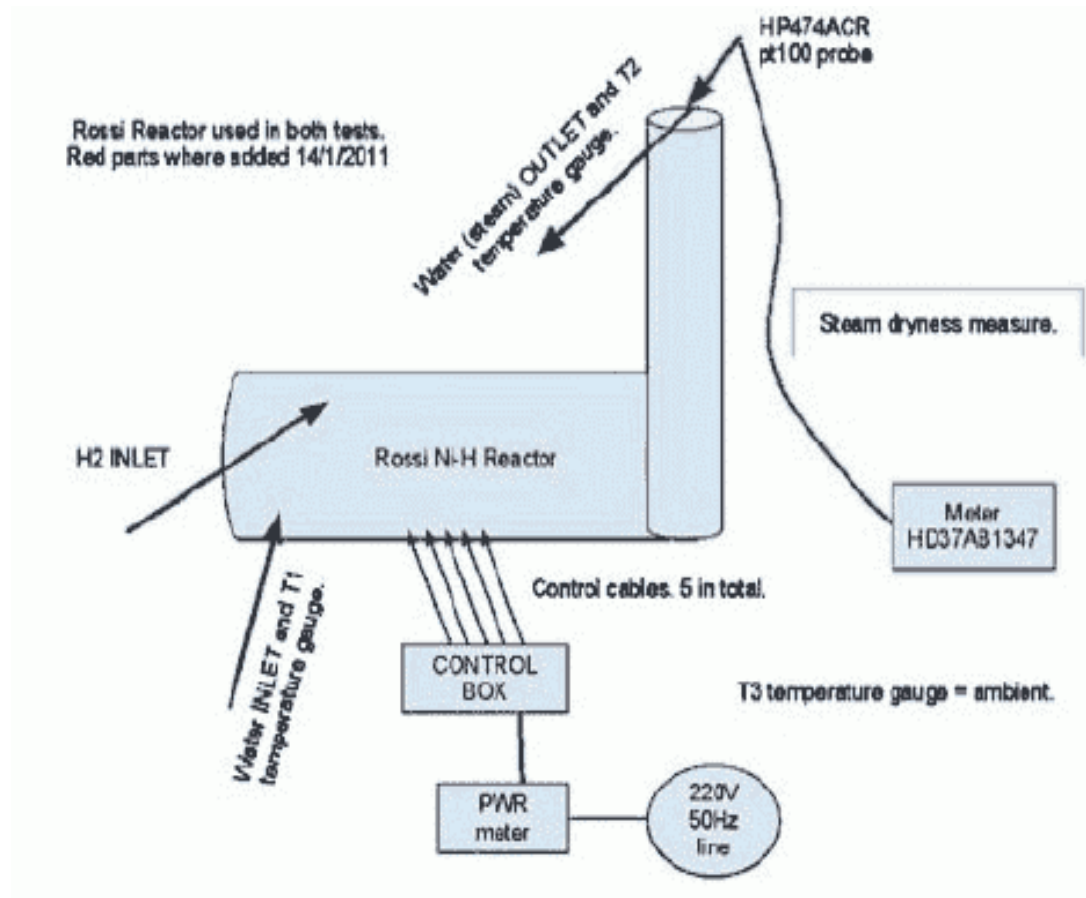 HP474ACR
pt100 probe
Rossi Reactor used in both tests.
Red parts where added 14/1/2011
Water (steam) OUTLET and T2
temperature gauge.
Steam dryness measure.
H2 INLET
Rossi Ni-H Reactor
Meter
HD37AB1347
Control cables. 5 in total.
Water INLET and T1
temperature gauge.
CONTROL
BOX
T3 temperature gauge = ambient.
PWR
meter
220V
50Hz
line